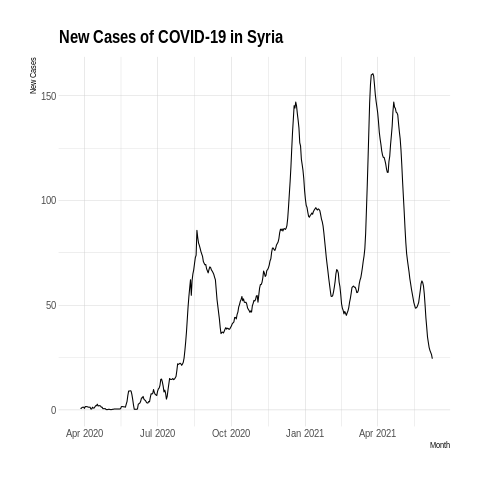 New Cases of COVID-19 in Syria
New Cases
150
100
50
0
Apr 2020 Jul 2020 Oct 2020 Jan 2021 Apr 2021
Month